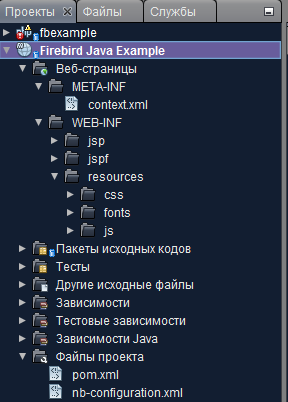 Проекты Файлы Службы
fbexample
Firebird Java Example
Веб-страницы
META-INF
context.xml
WEB-INF
jsp
jspf
resources
css
fonts
js
Пакеты исходных кодов
Тесты
Другие исходные файлы
Зависимости
Тестовые зависимости
Зависимости Java
Файлы проекта
pom.xml
nb-configuration.xml